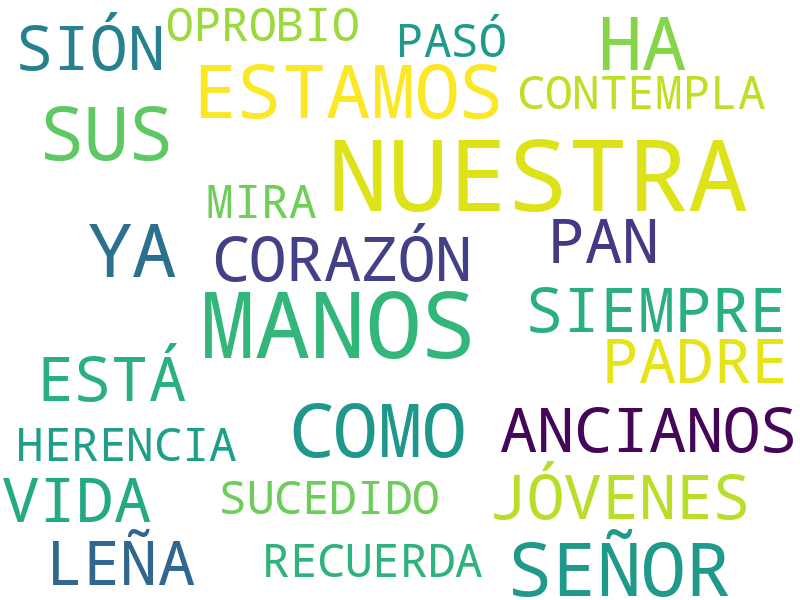 OPROBIO
SIÓN
PASÓ
HA
ESTAMOS
CONTEMPLA
SUS
NUESTRA
MIRA
YA
CORAZÓN
PAN
MANOS
SIEMPRE
PADRE
ESTÁ
COMO
ANCIANOS
HERENCIA
VIDA
SUCEDIDO
JÓVENES
LEÑA
RECUERDA
SEÑOR